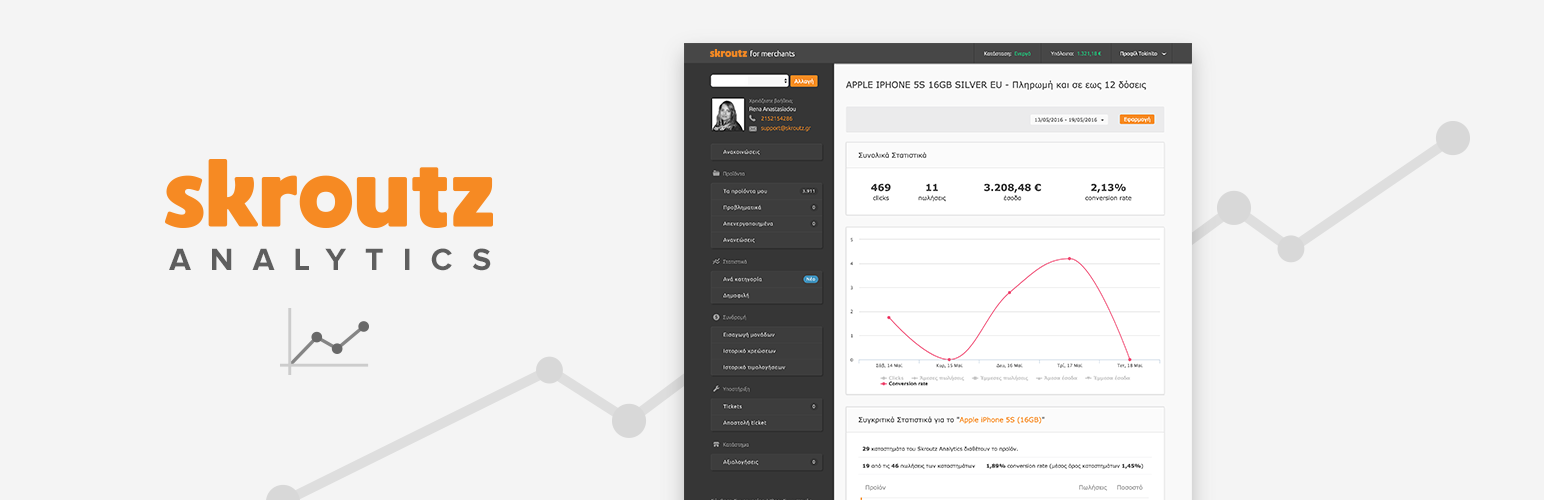 skroutz
ANALYTICS
skroutz for merchants
Κατάσταση: Ενεργό
Υπόλοιπο: 1.321,18 €
Προφίλ Tokinito
Αλλαγή
Χρειάζεστε βοήθεια;
Rena Anastasiadou
2152154286
support@skroutz.gr
Ανακοινώσεις
Προϊόντα
Τα προϊόντα μου 3.911
Προβληματικά 0
Απενεργοποιημένα 0
Ανανεώσεις
Στατιστικά
Ανά κατηγορία Νέο
Δημοφιλή
Συνδρομή
Εισαγωγή μονάδων
Ιστορικό χρεώσεων
Ιστορικό τιμολογήσεων
Υποστήριξη
Tickets 0
Αποστολή ticket
Κατάστημα
Αξιολογήσεις 0
APPLE IPHONE 5S 16GB SILVER EU - Πληρωμή και σε εως 12 δόσεις
13/05/2016 - 19/05/2016
Εφαρμογή
Συνολικά Στατιστικά
469 11 3.208,48 € 2,13%
clicks πωλήσεις έσοδα conversion rate
5
4
3
2
1
0
Σάβ, 14 Μαϊ. Κυρ, 15 Μαϊ. Δευ, 16 Μαϊ. Τρί, 17 Μαϊ. Τετ, 18 Μαϊ.
Clicks Άμεσες πωλήσεις Έμμεσες πωλήσεις Άμεσα έσοδα Έμμεσα έσοδα
Conversion rate
Συγκριτικά Στατιστικά για το "Apple iPhone 5S (16GB)"
29 καταστήματα του Skroutz Analytics διαθέτουν το προϊόν.
19 από τις 46 πωλήσεις των καταστημάτων 1,89% conversion rate (μέσος όρος καταστημάτων 1,45%)
Προϊόν Πωλήσεις Ποσοστό